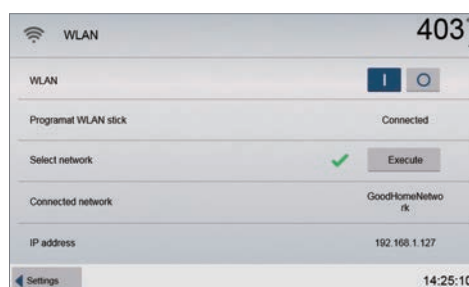 WLAN
403°
WLAN I O
Programat WLAN stick Connected
Select network Execute
Connected network GoodHomeNetwo
rk
IP address 192.168.1.127
Settings 14:25:10